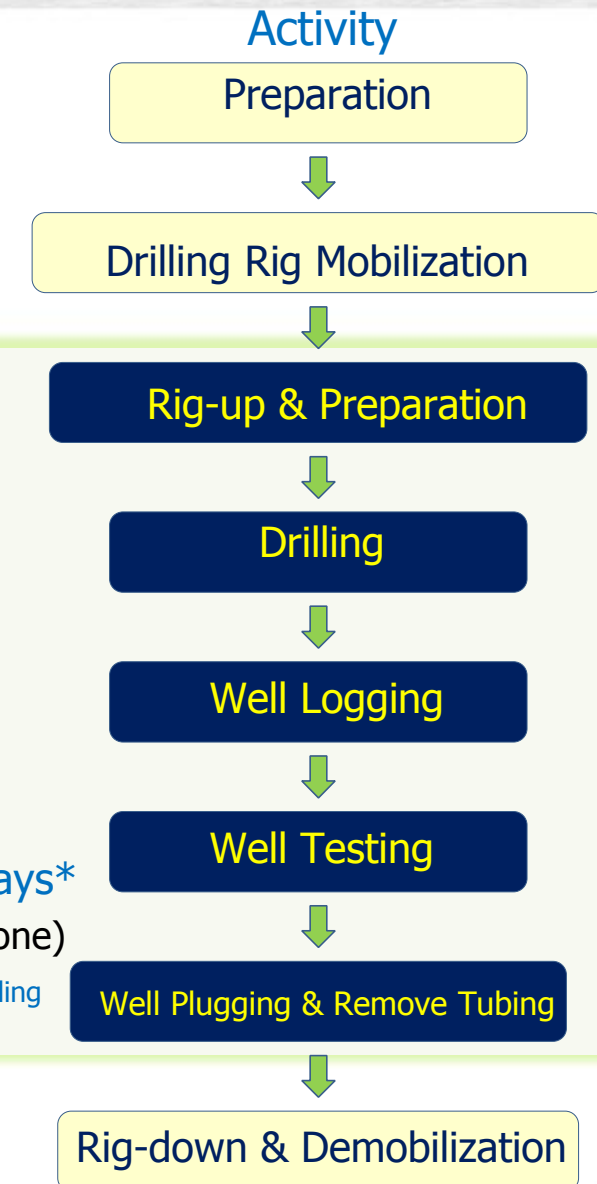 Activity
Preparation
Drilling Rig Mobilization
Rig-up & Preparation
Drilling
Well Logging
Well Testing
ays*
one)
ling
Well Plugging & Remove Tubing
Rig-down & Demobilization